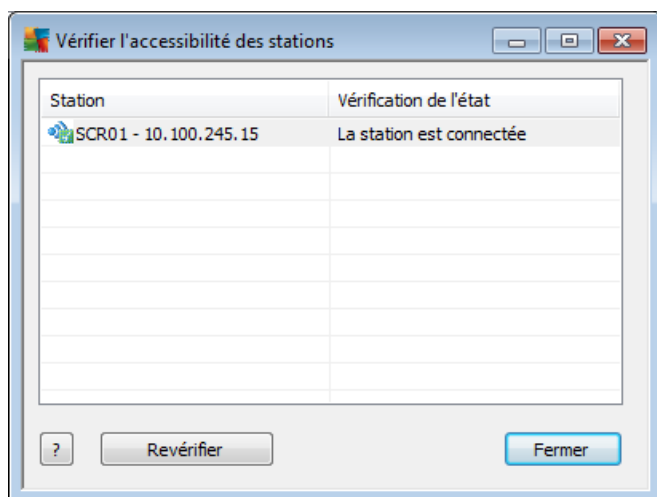 Vérifier l'accessibilité des stations
Station Vérification de l'état
SCR01 - 10.100.245.15 La station est connectée
? Revérifier Fermer